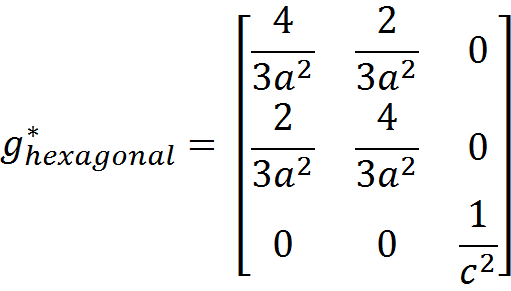 g*hexagonal = [ 4/3a² 2/3a² 0
2/3a² 4/3a² 0
0 0 1/c² ]